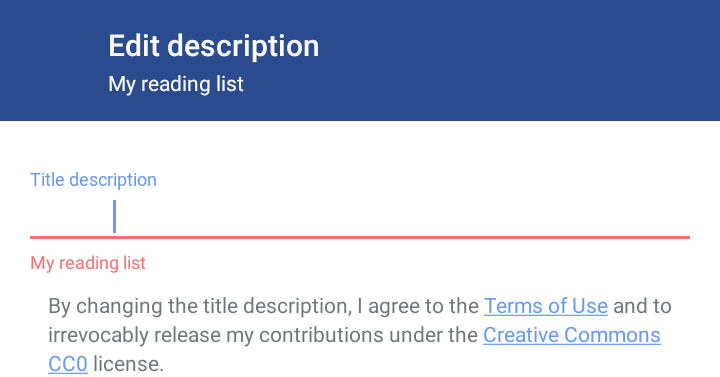 Edit description
My reading list
Title description
My reading list
By changing the title description, I agree to the Terms of Use and to
irrevocably release my contributions under the Creative Commons
CC0 license.